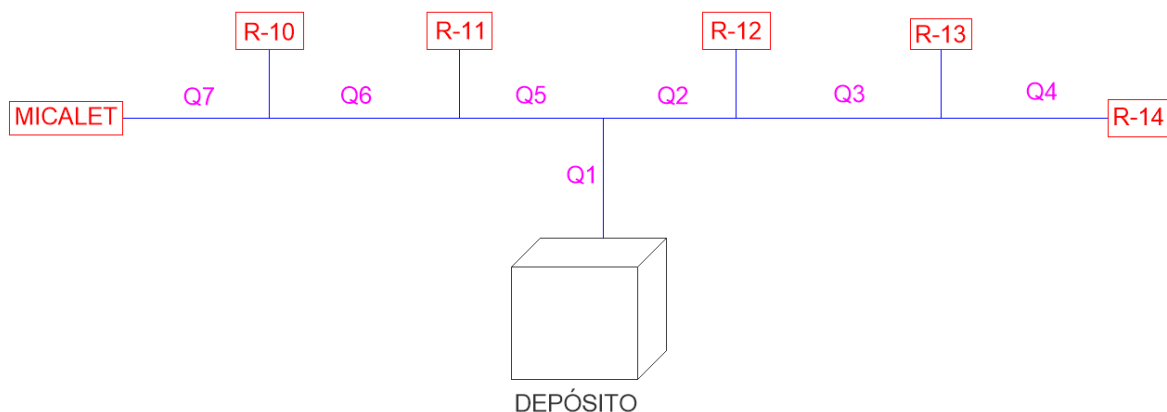 R-10
R-11
R-12
R-13
Q7
Q6
Q5
Q2
Q3
Q4
MICALET
R-14
Q1
DEPÓSITO